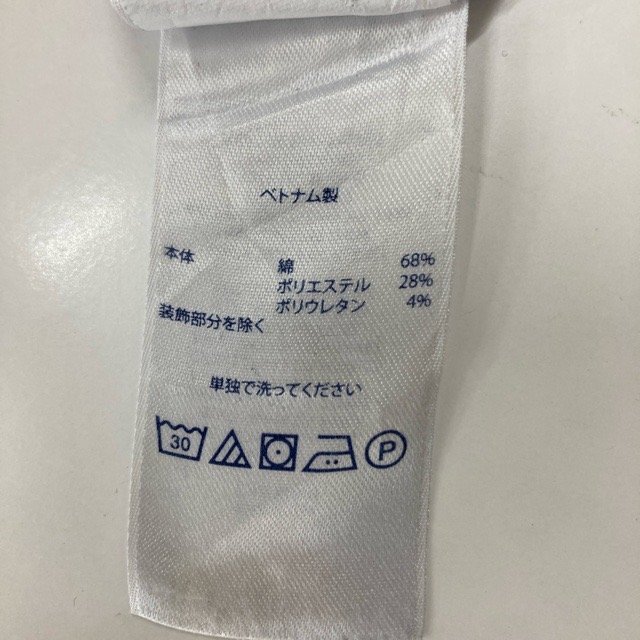 ベトナム製
本体 綿 68%
ポリエステル 28%
ポリウレタン 4%
装飾部分を除く
単独で洗ってください
30 P